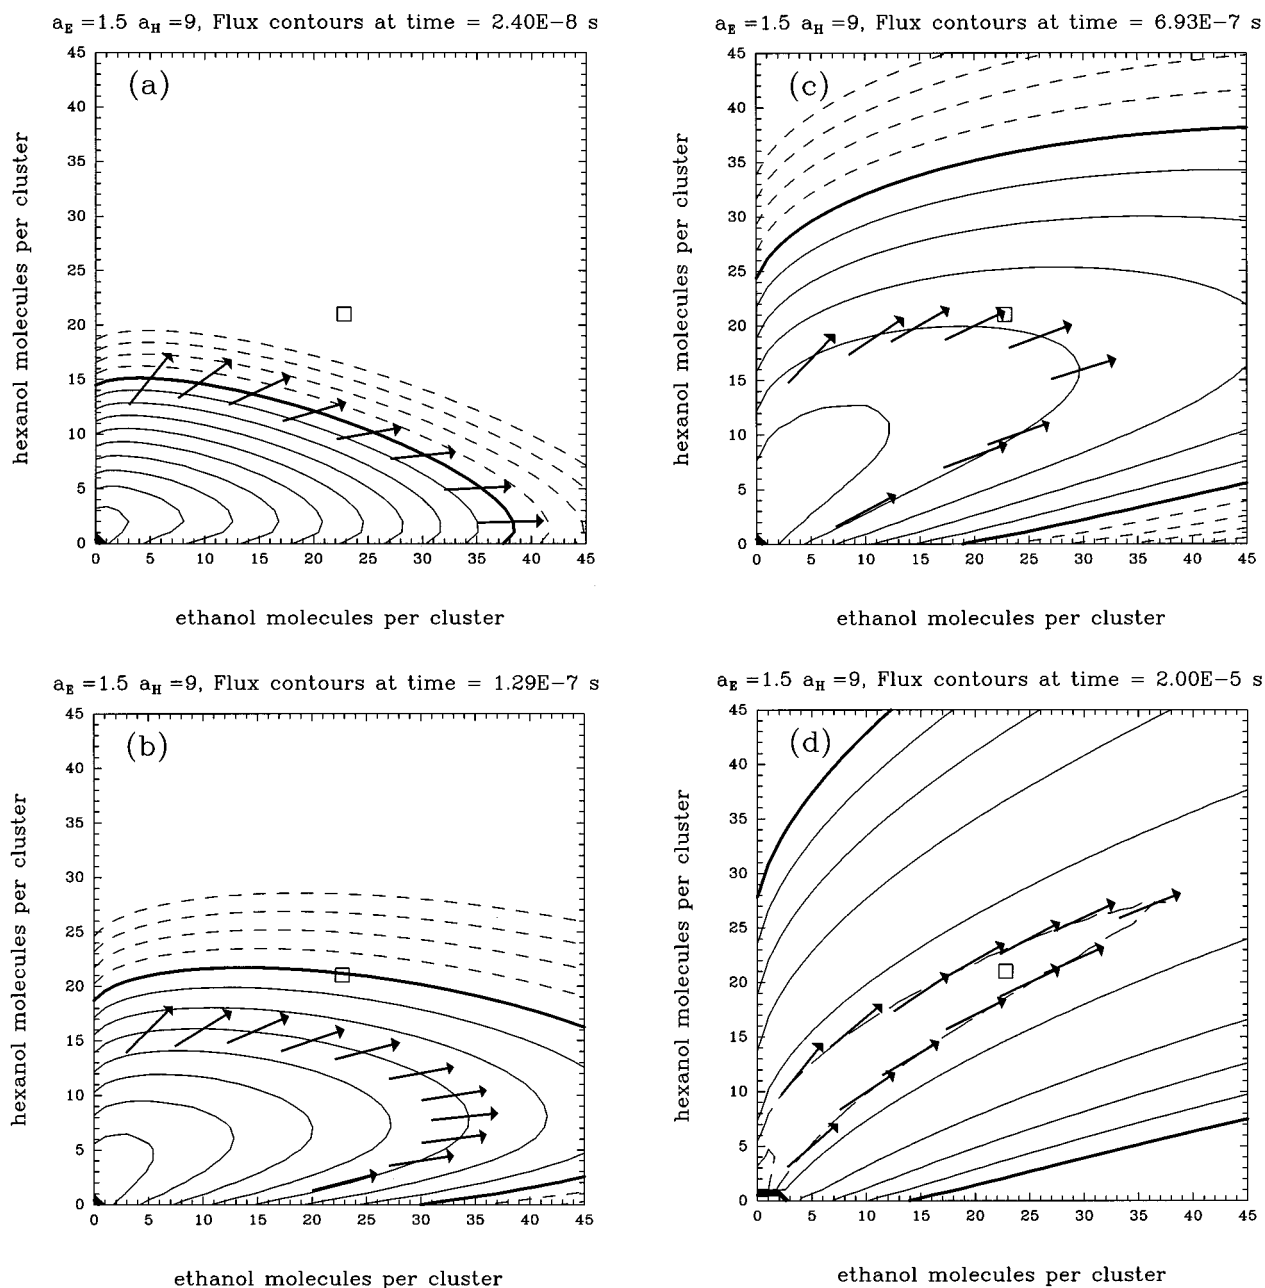 a_E =1.5 a_H =9, Flux contours at time = 2.40E−8 s
(a)
hexanol molecules per cluster
45
40
35
30
25
20
15
10
5
0
0 5 10 15 20 25 30 35 40 45
ethanol molecules per cluster
a_E =1.5 a_H =9, Flux contours at time = 6.93E−7 s
(c)
hexanol molecules per cluster
45
40
35
30
25
20
15
10
5
0
0 5 10 15 20 25 30 35 40 45
ethanol molecules per cluster
a_E =1.5 a_H =9, Flux contours at time = 1.29E−7 s
(b)
hexanol molecules per cluster
45
40
35
30
25
20
15
10
5
0
0 5 10 15 20 25 30 35 40 45
ethanol molecules per cluster
a_E =1.5 a_H =9, Flux contours at time = 2.00E−5 s
(d)
hexanol molecules per cluster
45
40
35
30
25
20
15
10
5
0
0 5 10 15 20 25 30 35 40 45
ethanol molecules per cluster